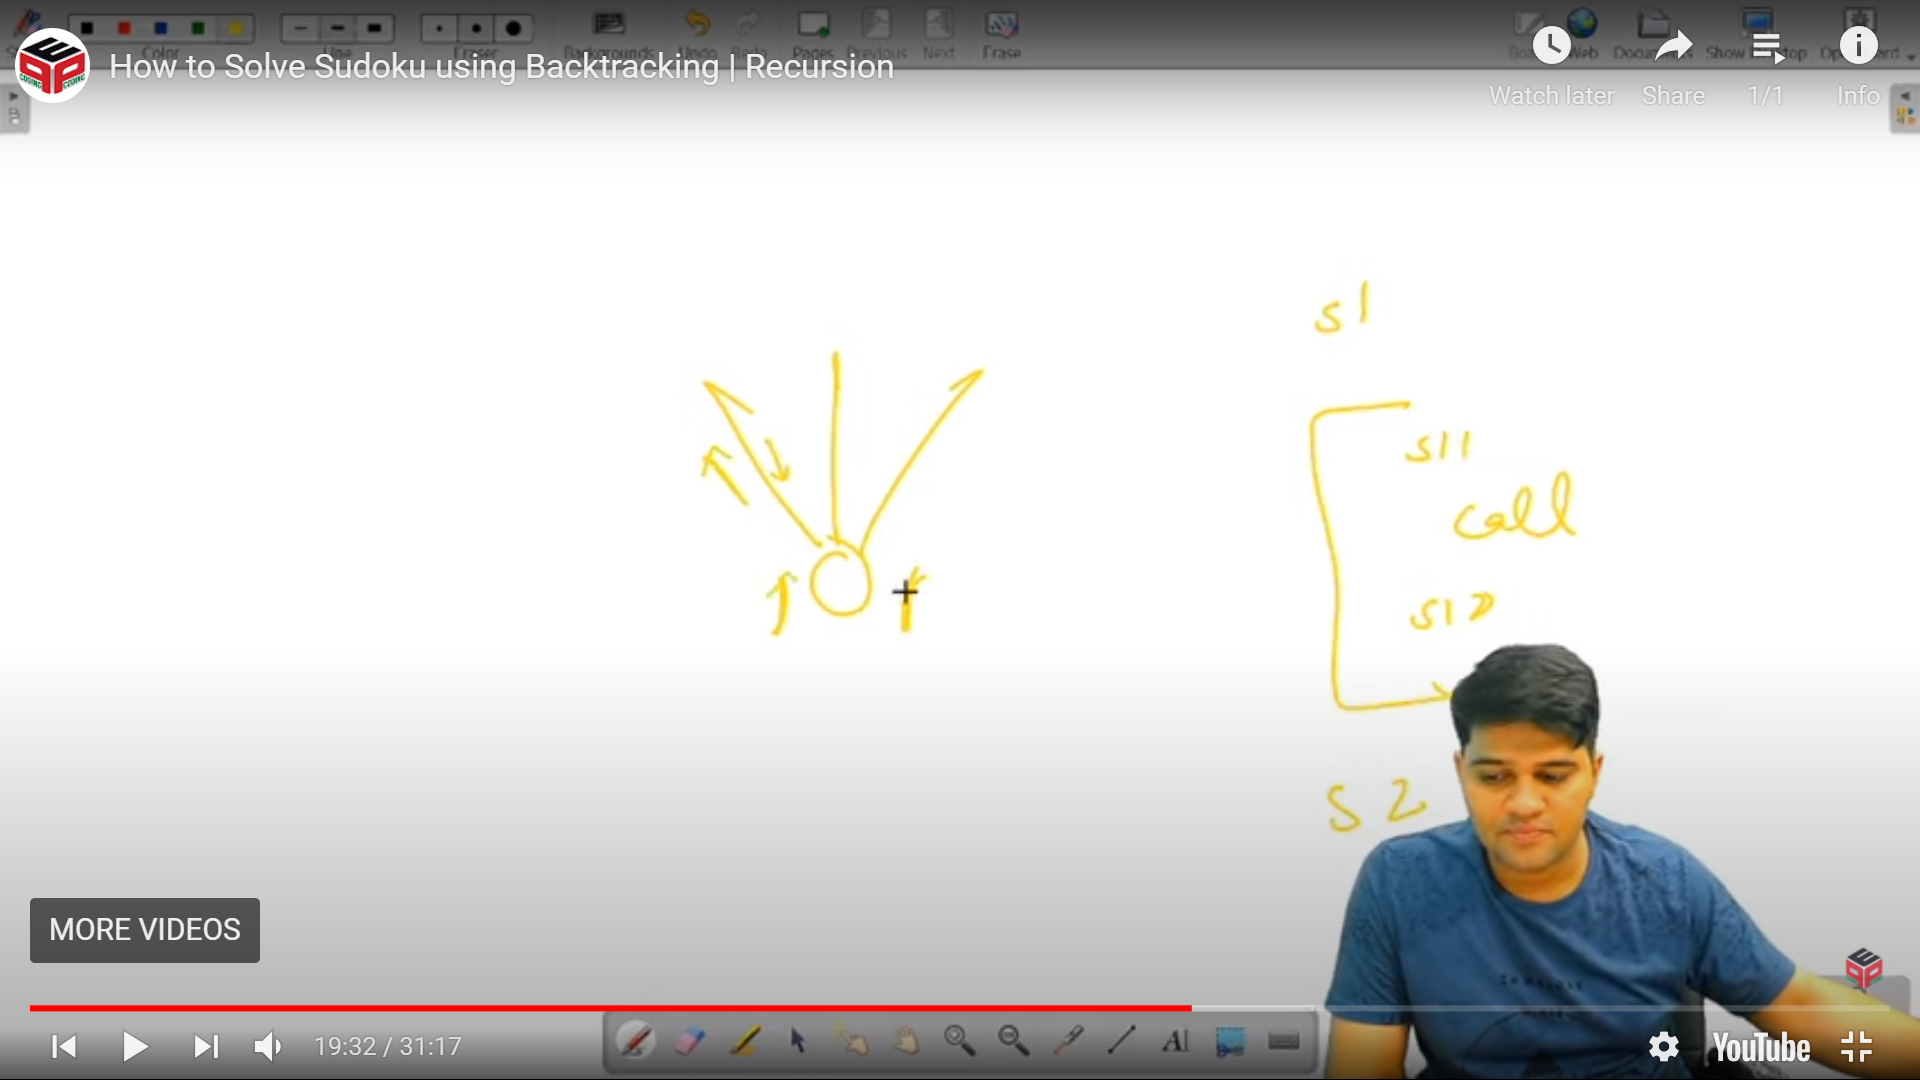 Color
Line
Eraser
Backgrounds
Undo
Redo
Pages
Previous
Next
Erase
How to Solve Sudoku using Backtracking | Recursion
Watch later
Share
1/1
Info
S1
S11
call
S12
S2
MORE VIDEOS
19:32 / 31:17
YouTube